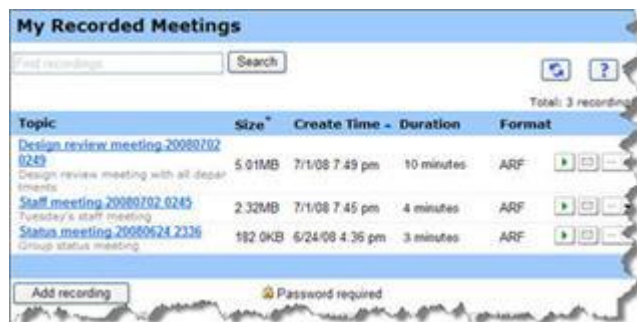 My Recorded Meetings
Find recordings Search
?
Total: 3 recording
Topic Size* Create Time Duration Format
Design review meeting 20080702
0249
Design review meeting with all depar
tments
5.01MB 7/1/08 7:49 pm 10 minutes ARF
Staff meeting 20080702 0245
Tuesday's staff meeting
2.32MB 7/1/08 7:45 pm 4 minutes ARF
Status meeting 20080624 2336
Group status meeting
182.0KB 6/24/08 4:36 pm 3 minutes ARF
Add recording Password required